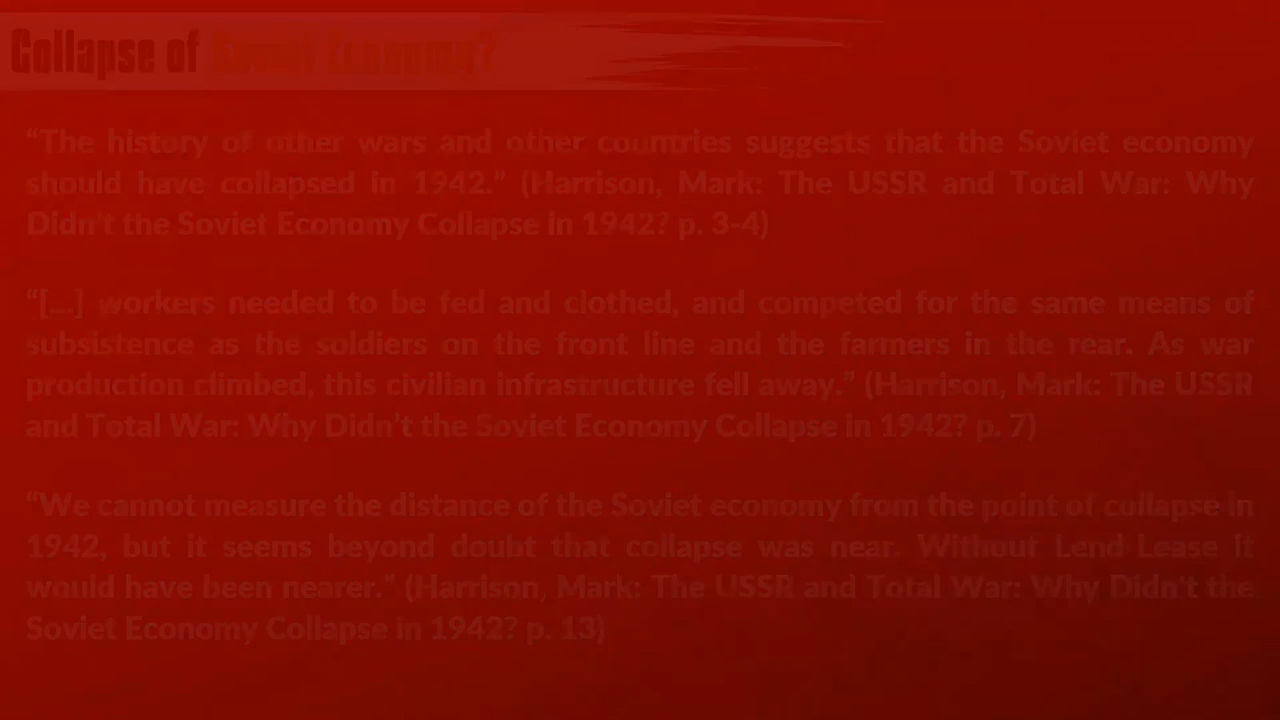 Collapse of Soviet Economy?
“The history of other wars and other countries suggests that the Soviet economy
should have collapsed in 1942.” (Harrison, Mark: The USSR and Total War: Why
Didn’t the Soviet Economy Collapse in 1942? p. 3-4)
“[...] workers needed to be fed and clothed, and competed for the same means of
subsistence as the soldiers on the front line and the farmers in the rear. As war
production climbed, this civilian infrastructure fell away.” (Harrison, Mark: The USSR
and Total War: Why Didn’t the Soviet Economy Collapse in 1942? p. 7)
“We cannot measure the distance of the Soviet economy from the point of collapse in
1942, but it seems beyond doubt that collapse was near. Without Lend Lease it
would have been nearer.” (Harrison, Mark: The USSR and Total War: Why Didn’t the
Soviet Economy Collapse in 1942? p. 13)